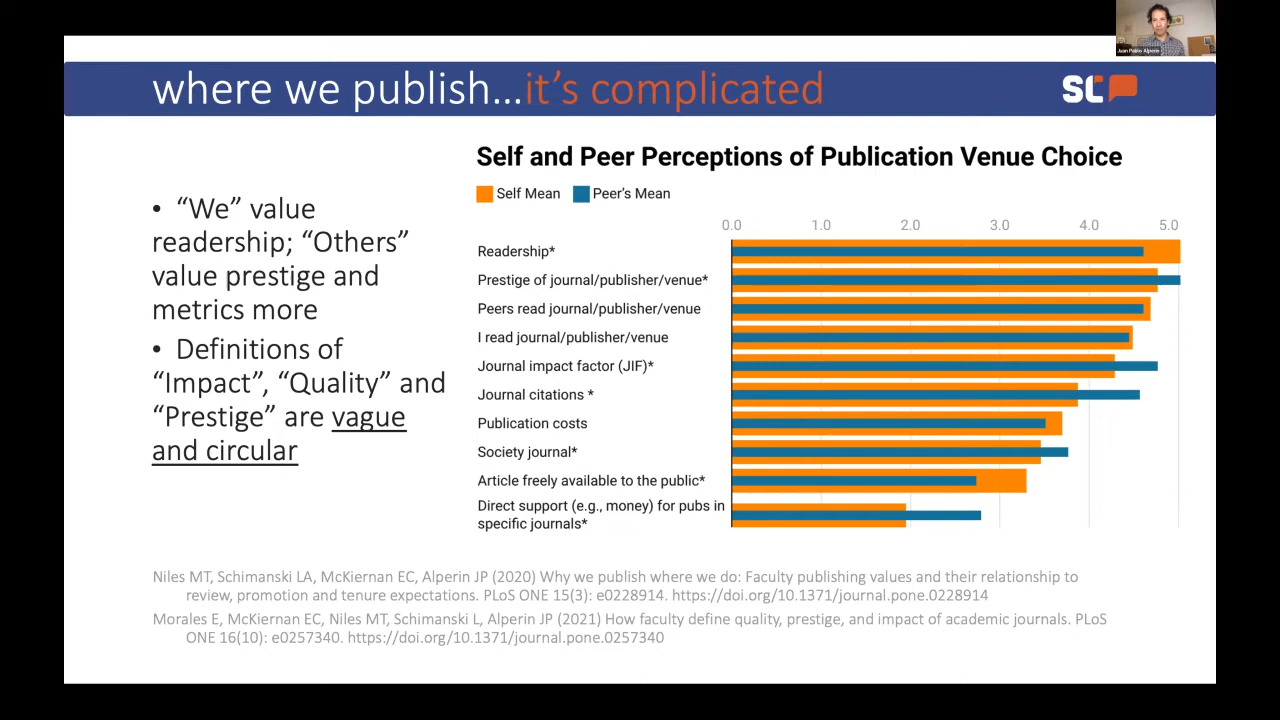 Juan Pablo Alperin
where we publish...it's complicated
SC
• "We" value
readership; "Others"
value prestige and
metrics more
• Definitions of
"Impact", "Quality" and
"Prestige" are vague
and circular
Self and Peer Perceptions of Publication Venue Choice
Self Mean Peer's Mean
0.0 1.0 2.0 3.0 4.0 5.0
Readership*
Prestige of journal/publisher/venue*
Peers read journal/publisher/venue
I read journal/publisher/venue
Journal impact factor (JIF)*
Journal citations *
Publication costs
Society journal*
Article freely available to the public*
Direct support (e.g., money) for pubs in
specific journals*
Niles MT, Schimanski LA, McKiernan EC, Alperin JP (2020) Why we publish where we do: Faculty publishing values and their relationship to
review, promotion and tenure expectations. PLoS ONE 15(3): e0228914. https://doi.org/10.1371/journal.pone.0228914
Morales E, McKiernan EC, Niles MT, Schimanski L, Alperin JP (2021) How faculty define quality, prestige, and impact of academic journals. PLoS
ONE 16(10): e0257340. https://doi.org/10.1371/journal.pone.0257340